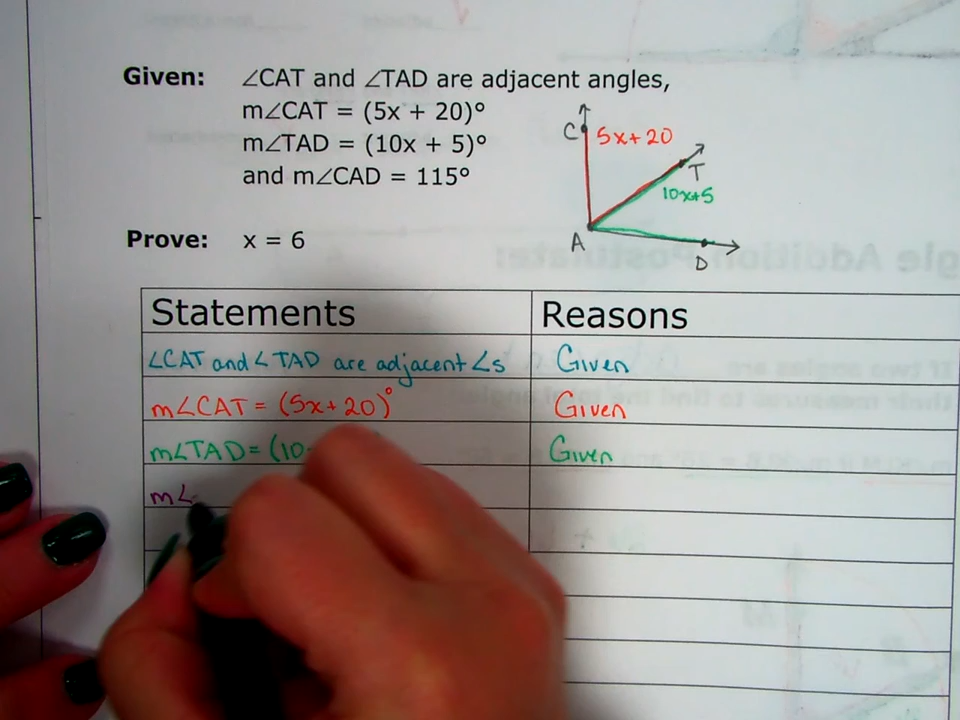 Given: ∠CAT and ∠TAD are adjacent angles,
m∠CAT = (5x + 20)°
m∠TAD = (10x + 5)°
and m∠CAD = 115°
Prove: x = 6
C 5x+20
T
10x+5
A
D
Statements Reasons
∠CAT and ∠TAD are adjacent ∠s Given
m∠CAT = (5x+20)° Given
m∠TAD = (10 Given
m∠